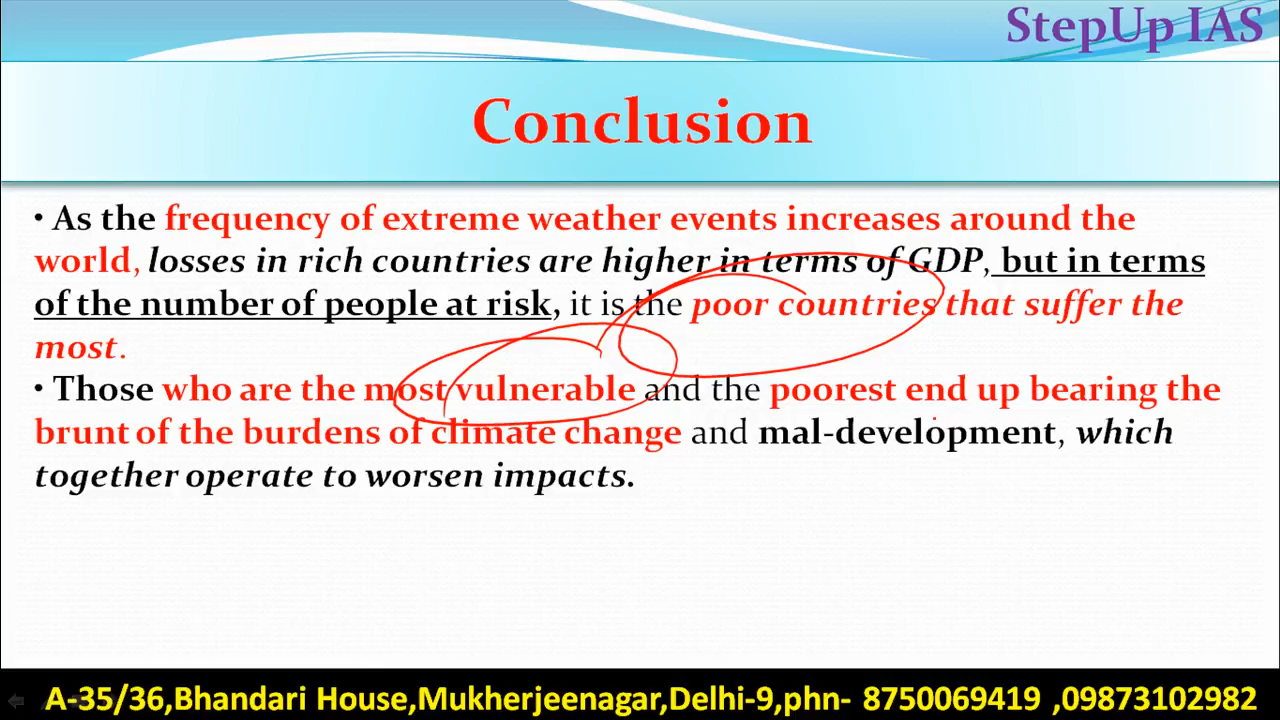 StepUp IAS
Conclusion
• As the frequency of extreme weather events increases around the
world, losses in rich countries are higher in terms of GDP, but in terms
of the number of people at risk, it is the poor countries that suffer the
most.
• Those who are the most vulnerable and the poorest end up bearing the
brunt of the burdens of climate change and mal-development, which
together operate to worsen impacts.
A-35/36,Bhandari House,Mukherjeenagar,Delhi-9,phn- 8750069419 ,09873102982